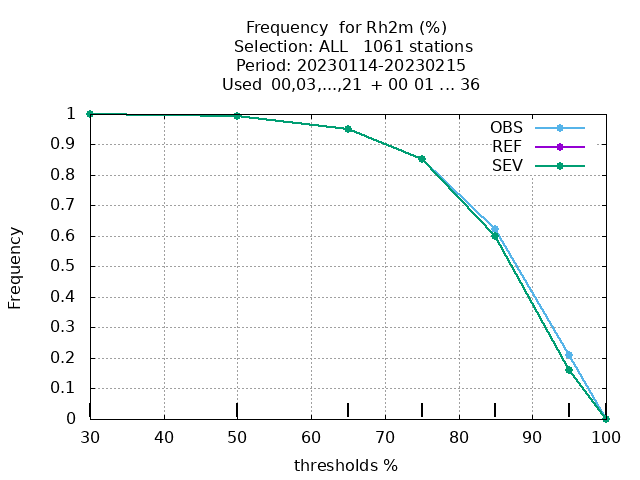 Frequency  for Rh2m (%)
Selection: ALL   1061 stations
Period: 20230114-20230215
Used  00,03,...,21  + 00 01 ... 36
OBS
REF
SEV
1
0.9
0.8
0.7
0.6
0.5
0.4
0.3
0.2
0.1
0
Frequency
30 40 50 60 70 80 90 100
thresholds %